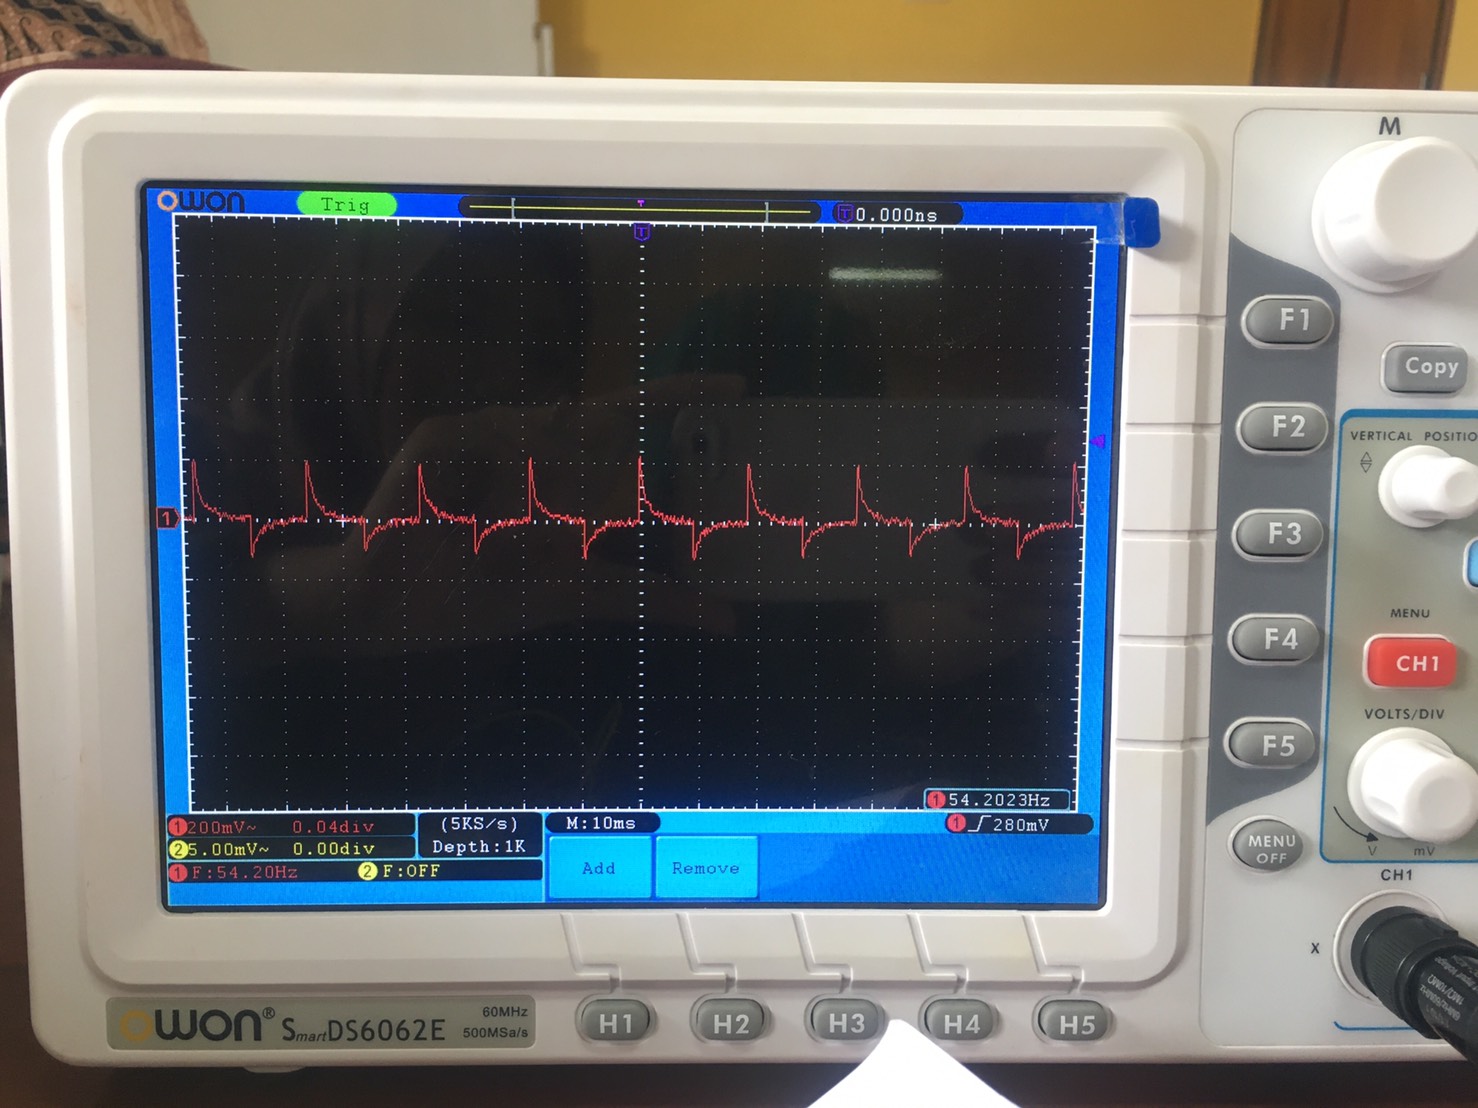 M
OWON
Trig
T 0.000ns
T
F1
Copy
F2
VERTICAL POSITIO
1
F3
MENU
F4
CH1
VOLTS/DIV
F5
1 54.2023Hz
1 200mV~ 0.04div
(5KS/s)
M:10ms
1 280mV
2 5.00mV~ 0.00div
Depth:1K
1 F:54.20Hz
2 F:OFF
Add
Remove
MENU
OFF
V mV
CH1
X
OWON® SmartDS6062E
60MHz
500MSa/s
H1
H2
H3
H4
H5